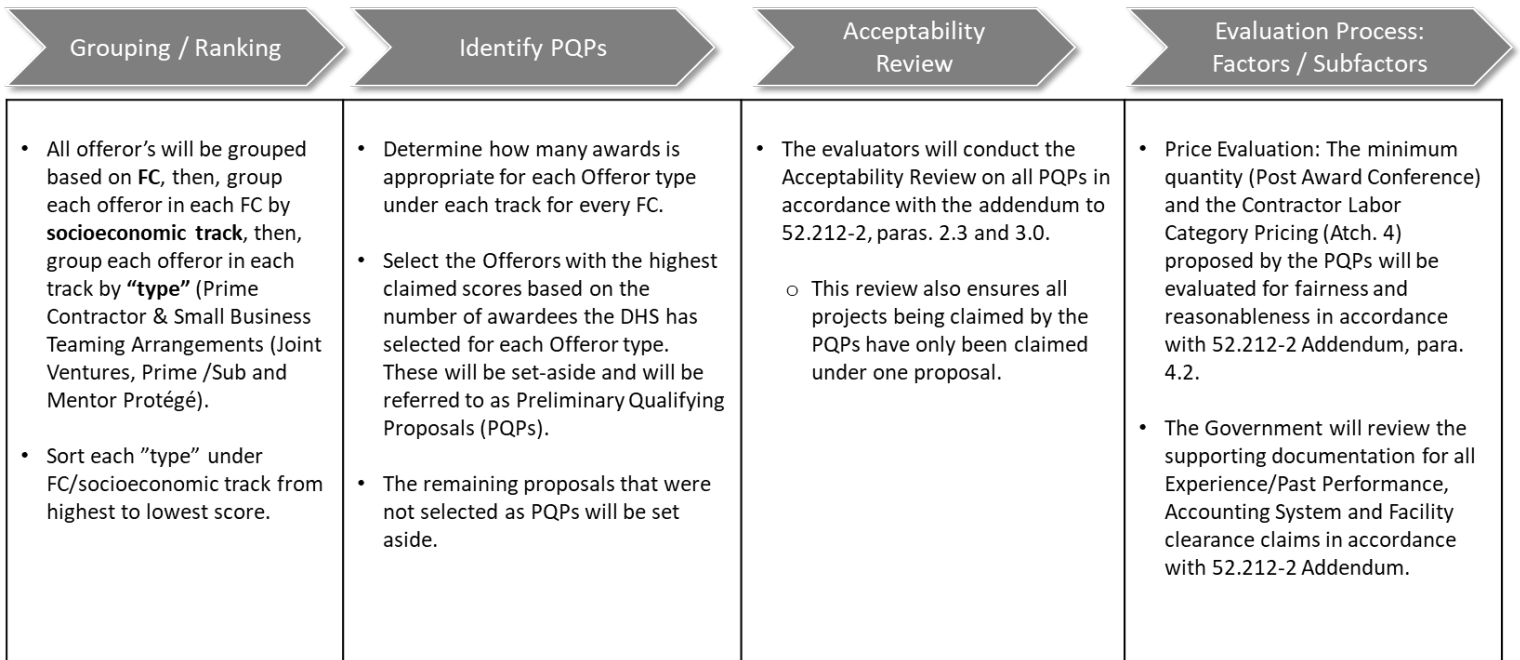 Grouping / Ranking
Identify PQPs
Acceptability
Review
Evaluation Process:
Factors / Subfactors
• All offeror’s will be grouped
based on FC, then, group
each offeror in each FC by
socioeconomic track, then,
group each offeror in each
track by “type” (Prime
Contractor & Small Business
Teaming Arrangements (Joint
Ventures, Prime /Sub and
Mentor Protégé).
• Sort each ”type” under
FC/socioeconomic track from
highest to lowest score.
• Determine how many awards is
appropriate for each Offeror type
under each track for every FC.
• Select the Offerors with the highest
claimed scores based on the
number of awardees the DHS has
selected for each Offeror type.
These will be set-aside and will be
referred to as Preliminary Qualifying
Proposals (PQPs).
• The remaining proposals that were
not selected as PQPs will be set
aside.
• The evaluators will conduct the
Acceptability Review on all PQPs in
accordance with the addendum to
52.212-2, paras. 2.3 and 3.0.
o This review also ensures all
projects being claimed by the
PQPs have only been claimed
under one proposal.
• Price Evaluation: The minimum
quantity (Post Award Conference)
and the Contractor Labor
Category Pricing (Atch. 4)
proposed by the PQPs will be
evaluated for fairness and
reasonableness in accordance
with 52.212-2 Addendum, para.
4.2.
• The Government will review the
supporting documentation for all
Experience/Past Performance,
Accounting System and Facility
clearance claims in accordance
with 52.212-2 Addendum.